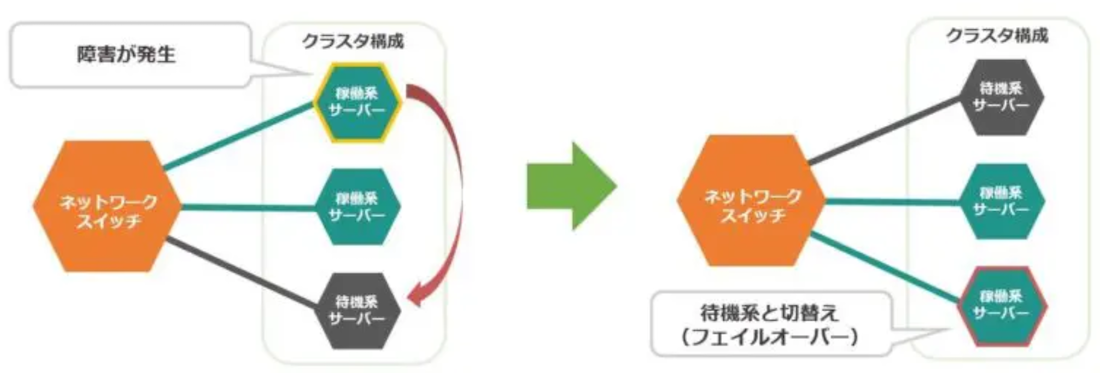 障害が発生
クラスタ構成
稼働系
サーバー
ネットワーク
スイッチ
稼働系
サーバー
待機系
サーバー
クラスタ構成
待機系
サーバー
ネットワーク
スイッチ
稼働系
サーバー
稼働系
サーバー
待機系と切替え
（フェイルオーバー）